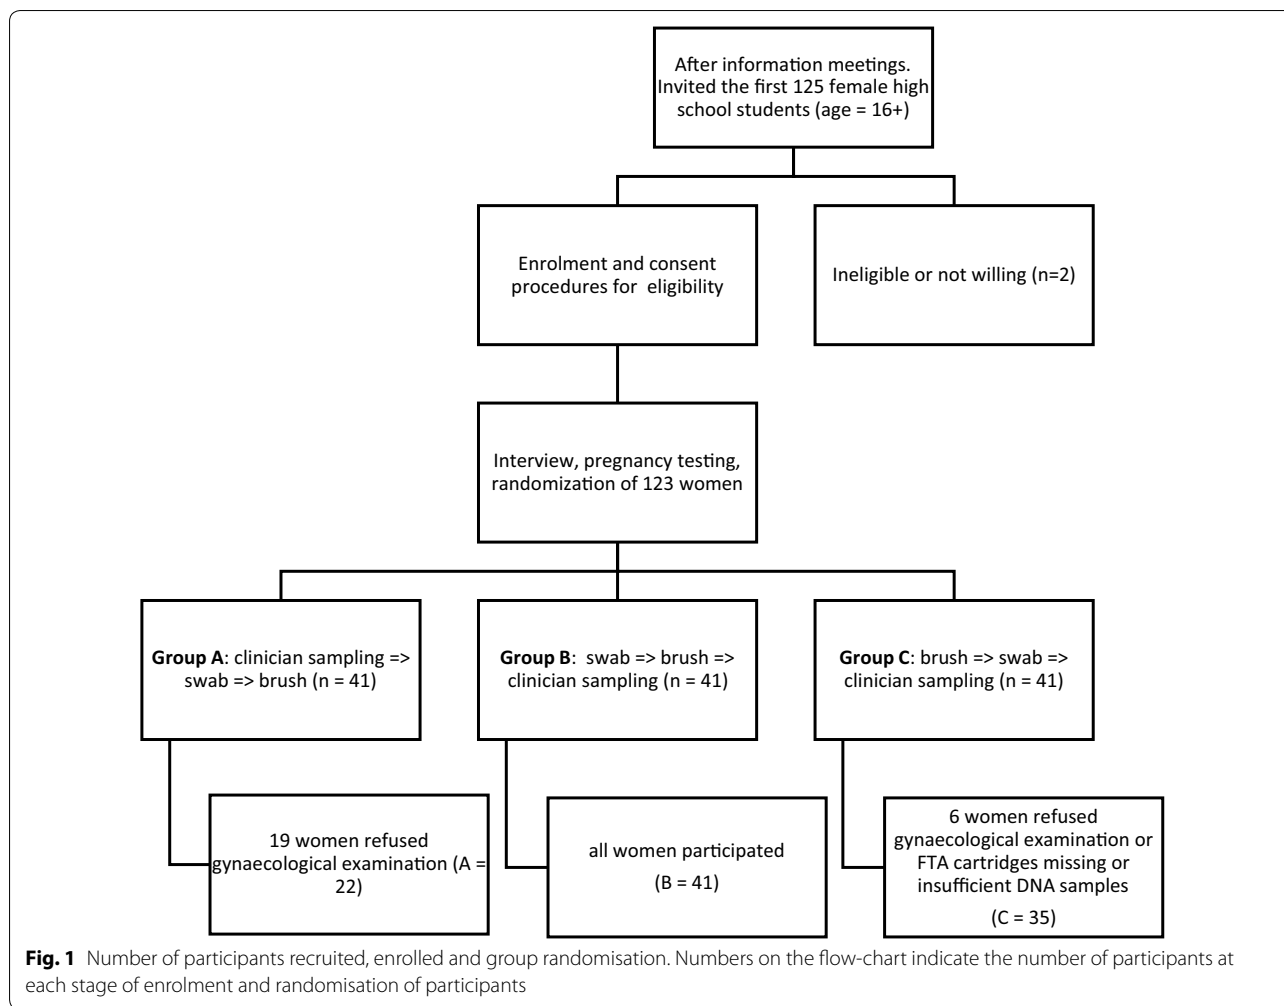 After information meetings.
Invited the first 125 female high
school students (age = 16+)
Enrolment and consent
procedures for eligibility
Ineligible or not willing (n=2)
Interview, pregnancy testing,
randomization of 123 women
Group A: clinician sampling =>
swab => brush (n = 41)
Group B: swab => brush =>
clinician sampling (n = 41)
Group C: brush => swab =>
clinician sampling (n = 41)
19 women refused
gynaecological examination (A =
22)
all women participated
(B = 41)
6 women refused
gynaecological examination or
FTA cartridges missing or
insufficient DNA samples
(C = 35)
Fig. 1 Number of participants recruited, enrolled and group randomisation. Numbers on the flow-chart indicate the number of participants at
each stage of enrolment and randomisation of participants